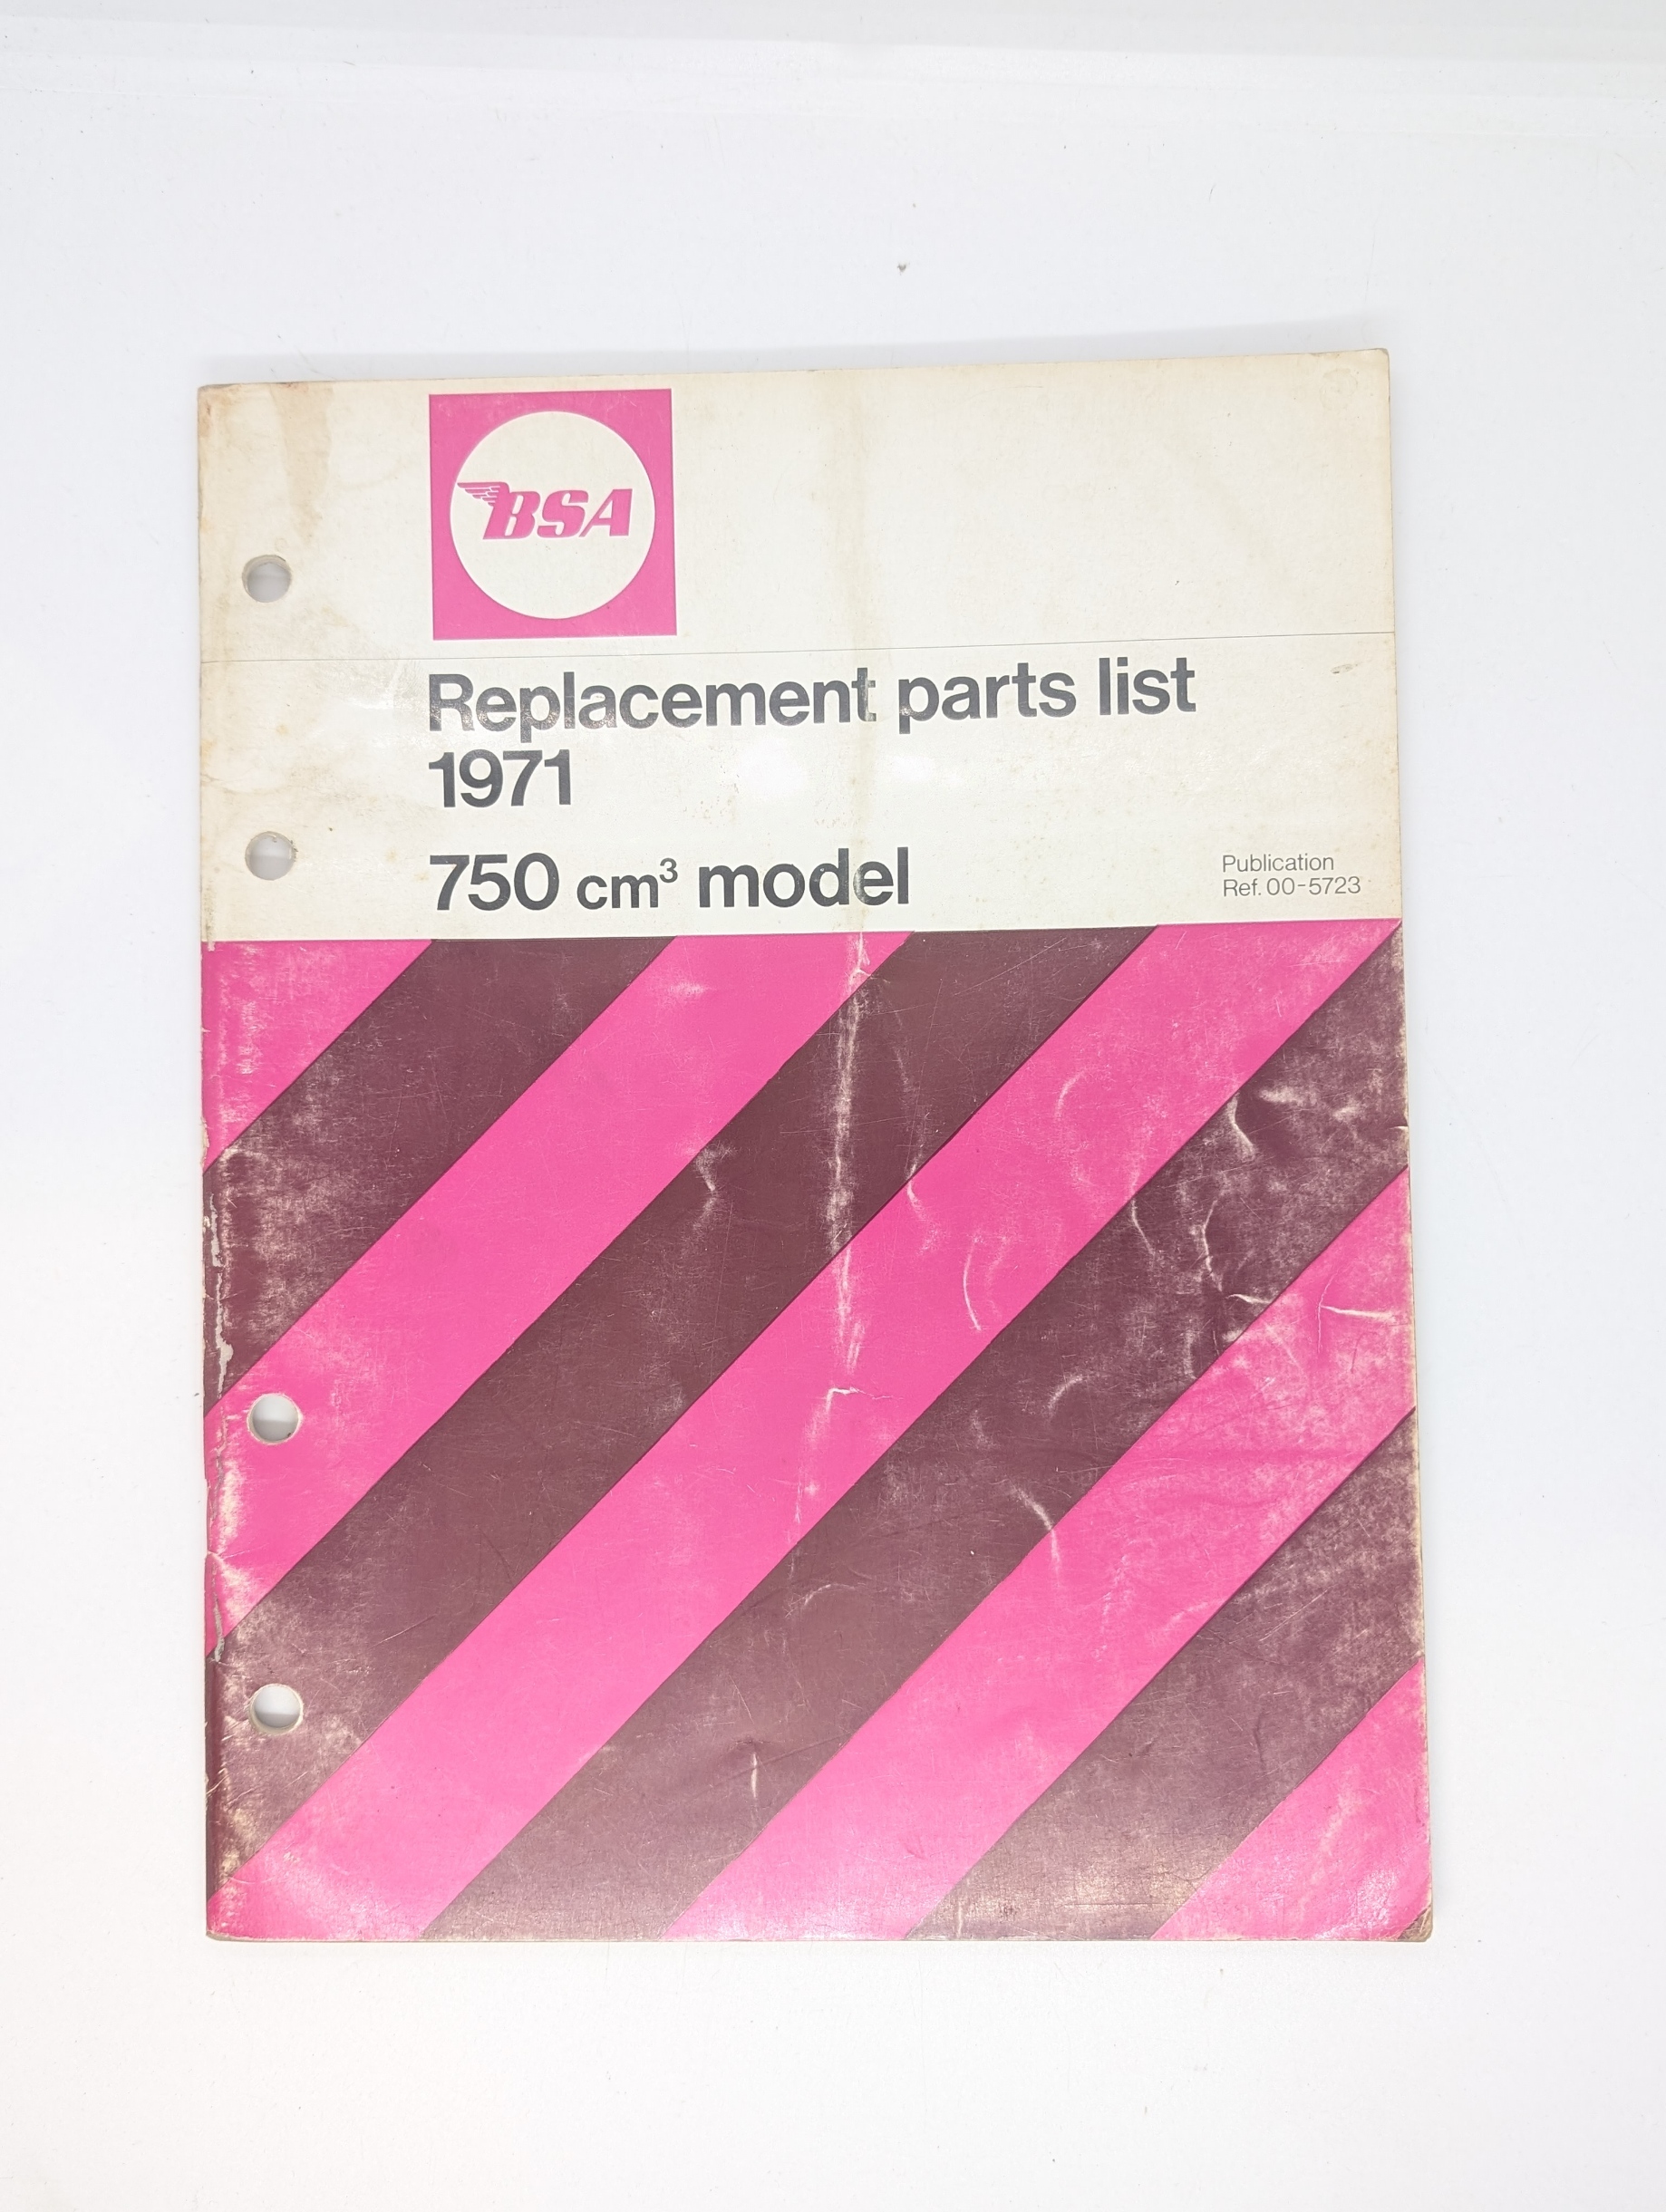 BSA
Replacement parts list
1971
750 cm³ model
Publication
Ref. 00-5723